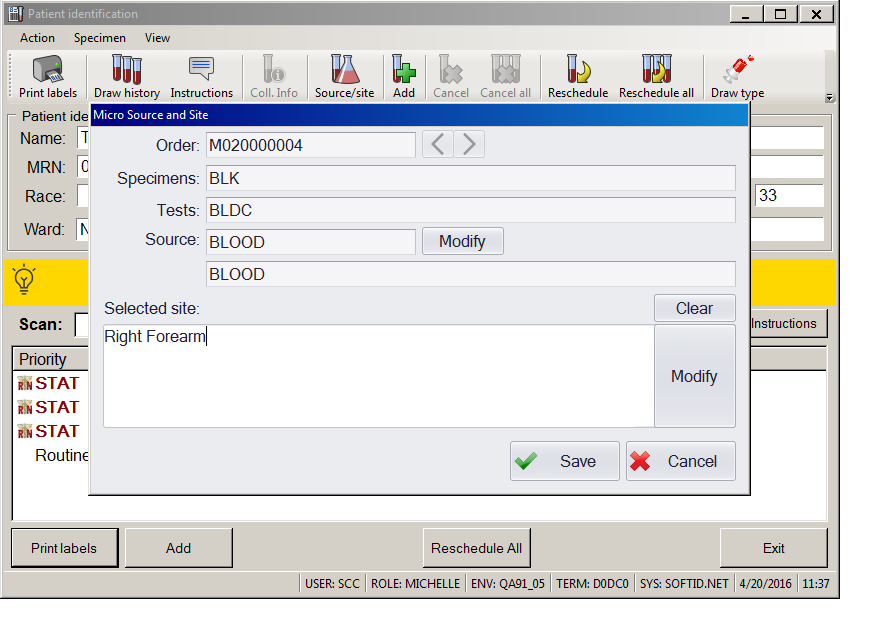 Patient identification
Action Specimen View
Print labels Draw history Instructions Coll. Info Source/site Add Cancel Cancel all Reschedule Reschedule all Draw type
Patient ide
Micro Source and Site
Name: T
Order: M020000004
MRN: 0
Specimens: BLK
Race: 33
Tests: BLDC
Ward: N
Source: BLOOD Modify
BLOOD
Selected site: Clear
Scan: Instructions
Right Forearm
Modify
Priority
RN STAT
RN STAT
RN STAT
Routine
Save Cancel
Print labels Add Reschedule All Exit
USER: SCC ROLE: MICHELLE ENV: QA91_05 TERM: D0DC0 SYS: SOFTID.NET 4/20/2016 11:37